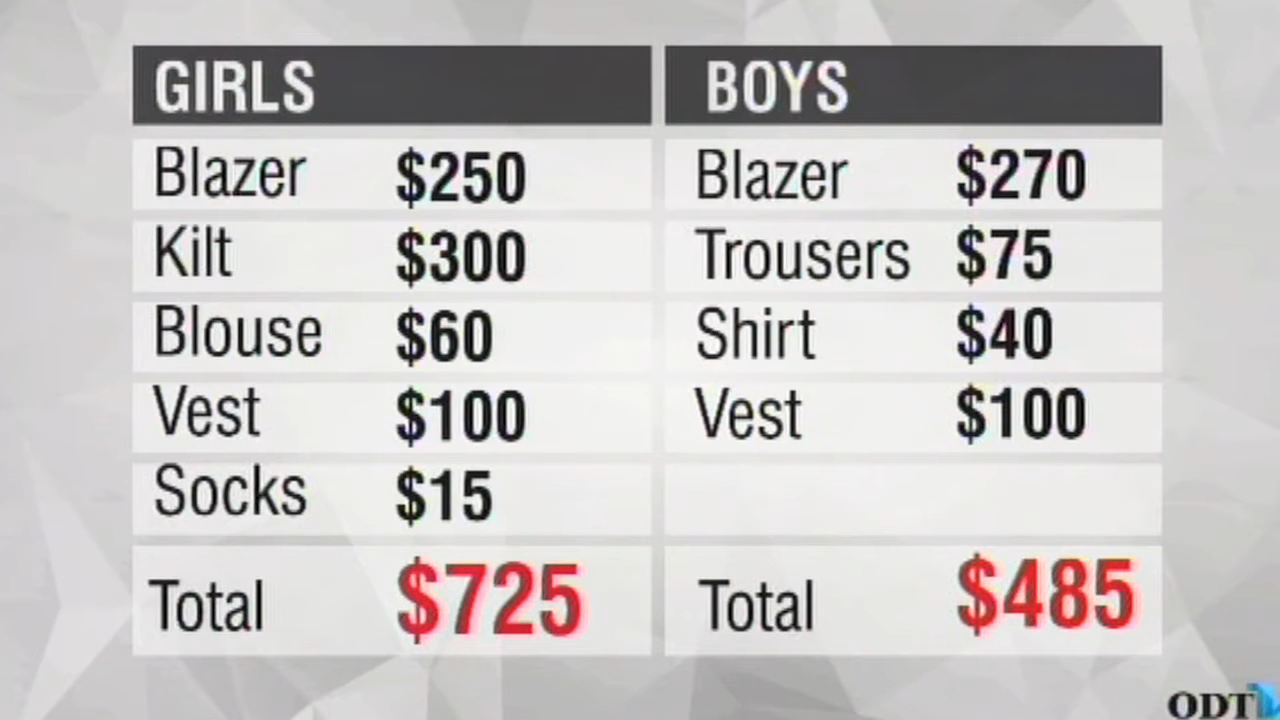 GIRLS BOYS
Blazer $250 Blazer $270
Kilt $300 Trousers $75
Blouse $60 Shirt $40
Vest $100 Vest $100
Socks $15
Total $725 Total $485
ODT